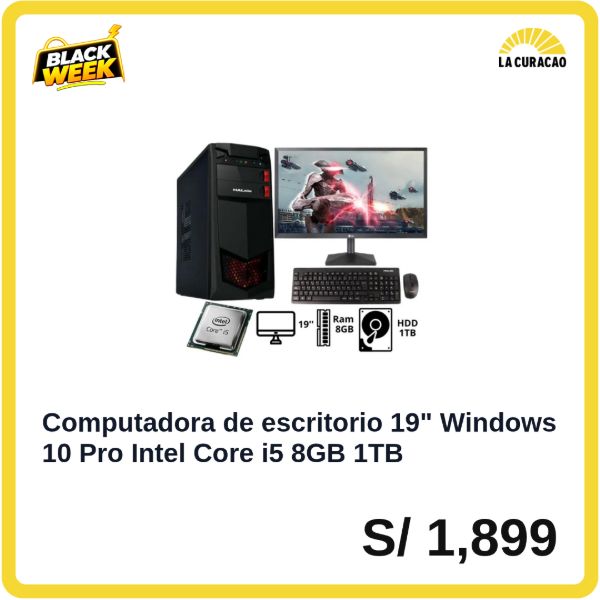 BLACK
WEEK
LA CURACAO
19"
Ram
8GB
HDD
1TB
intel
Core™ i5
Computadora de escritorio 19" Windows
10 Pro Intel Core i5 8GB 1TB
S/ 1,899